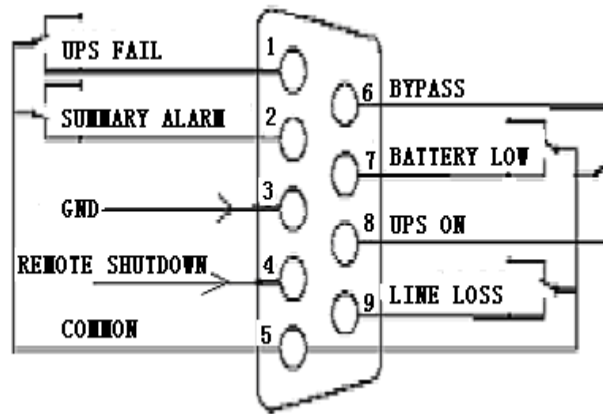 1 UPS FAIL
2 SUMMARY ALARM
3 GND
4 REMOTE SHUTDOWN
5 COMMON
6 BYPASS
7 BATTERY LOW
8 UPS ON
9 LINE LOSS